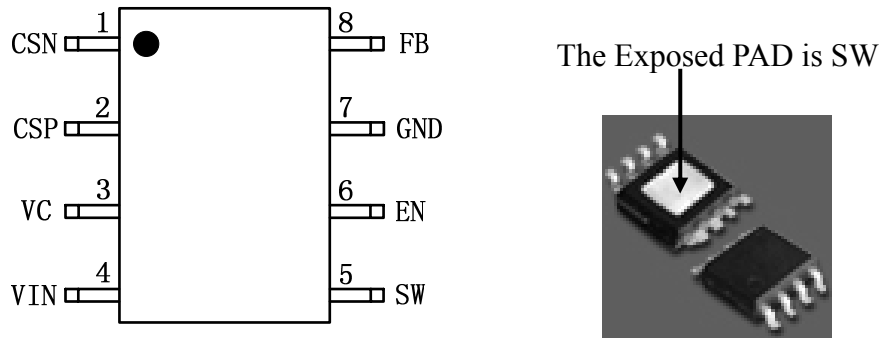 CSN 1 8 FB
CSP 2 7 GND
VC 3 6 EN
VIN 4 5 SW
The Exposed PAD is SW